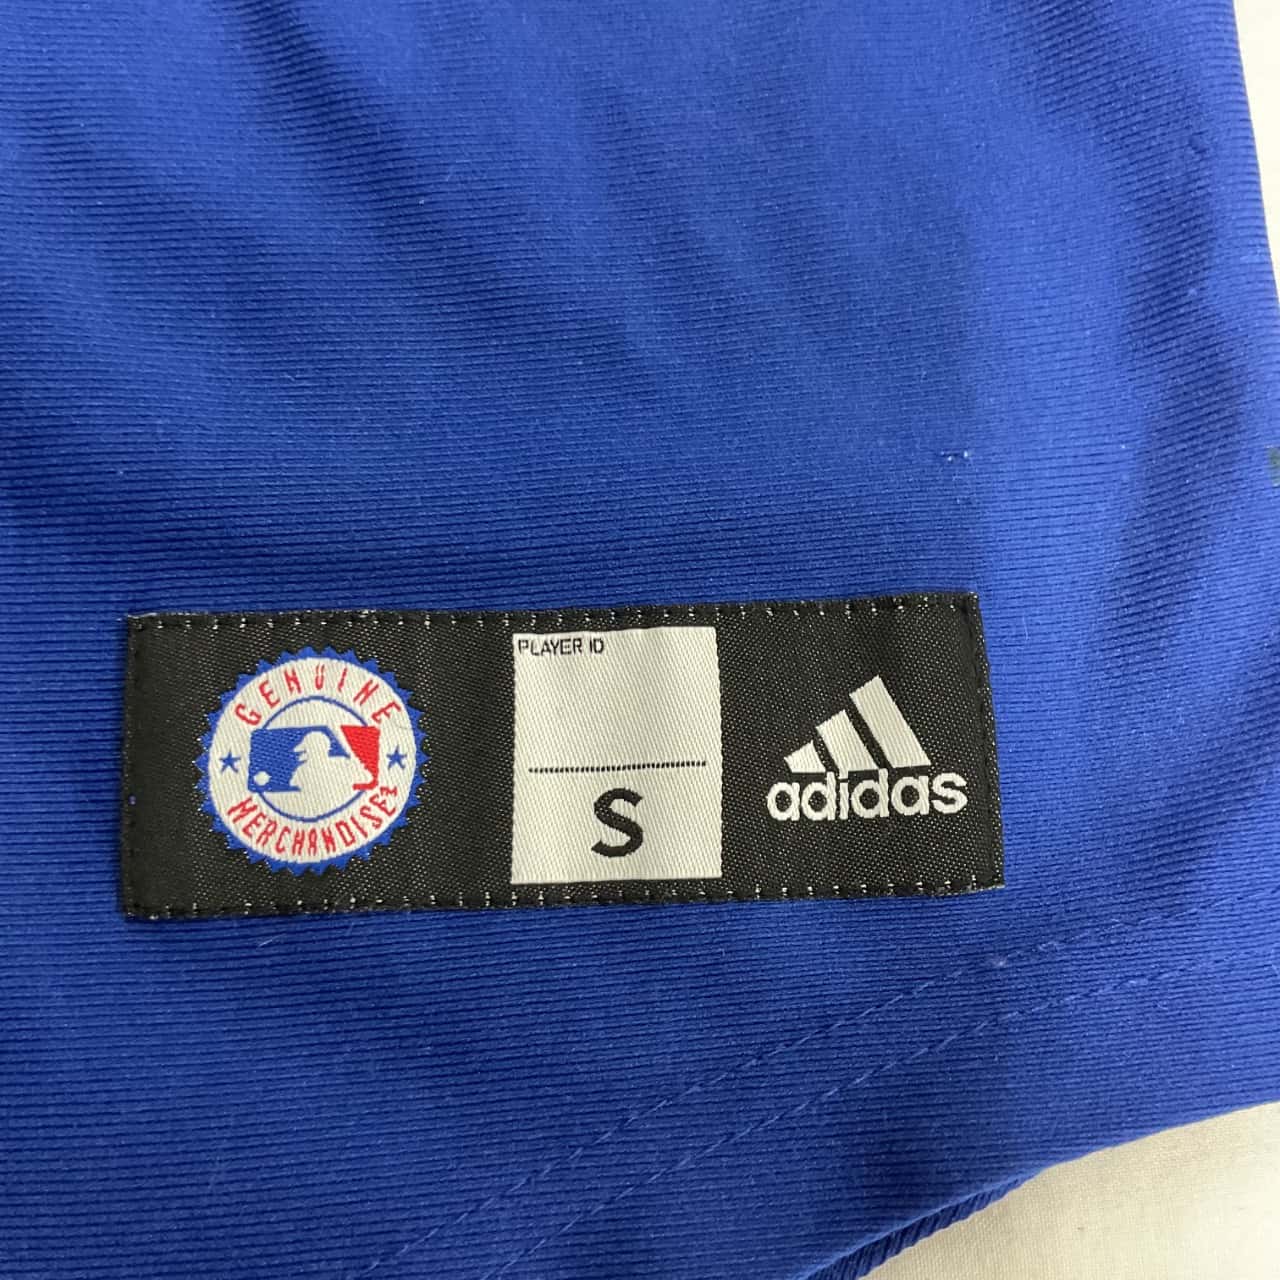 GENUINE
MERCHANDISE
PLAYER ID
S
adidas